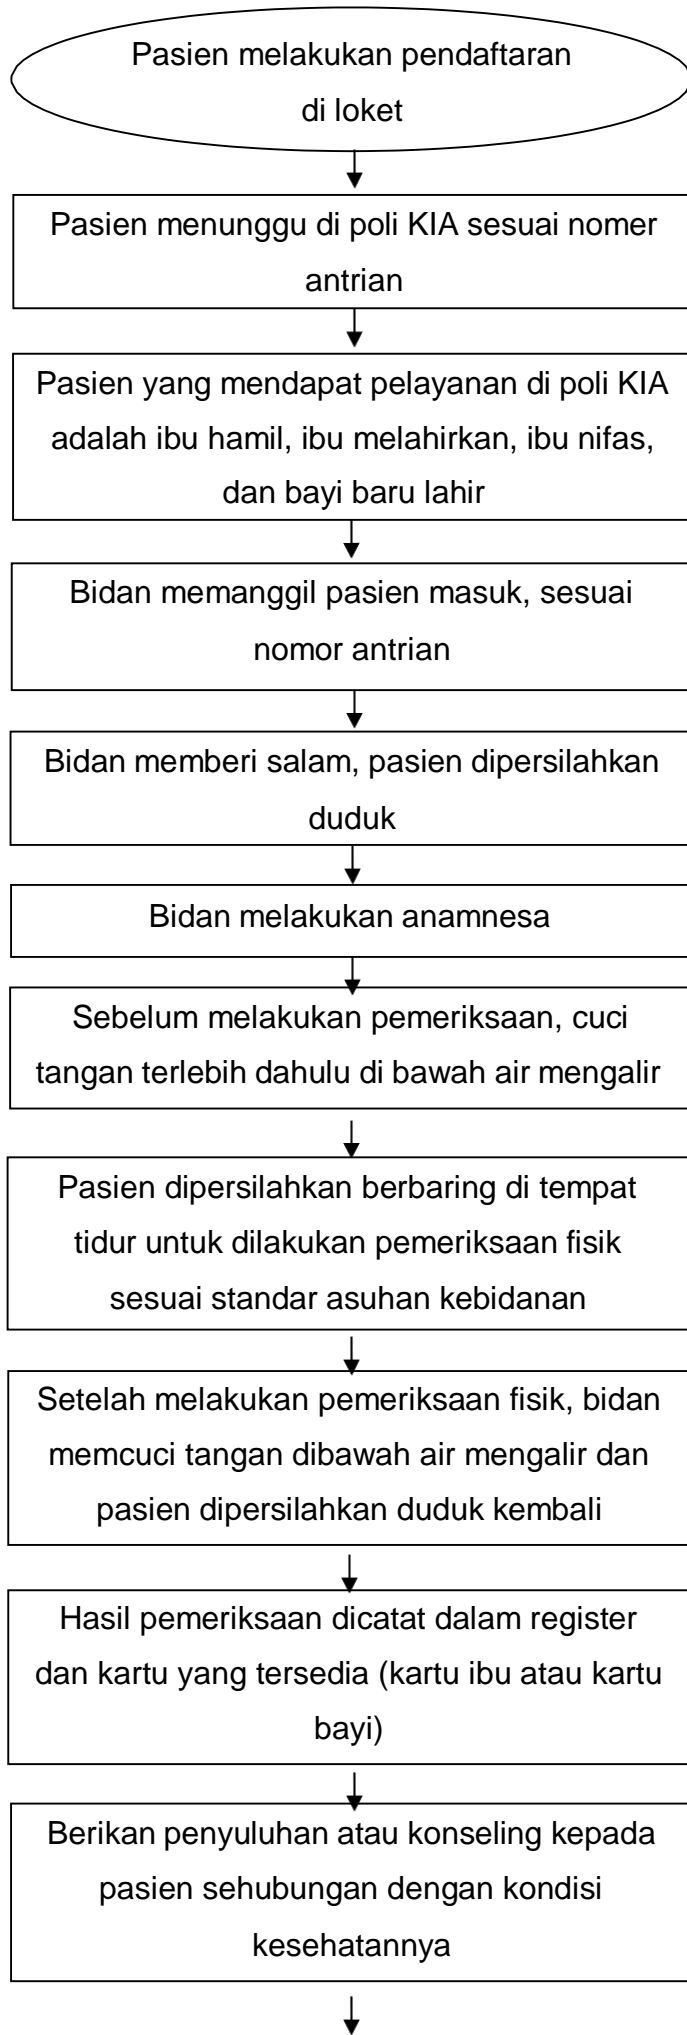 Pasien melakukan pendaftaran
di loket
Pasien menunggu di poli KIA sesuai nomer
antrian
Pasien yang mendapat pelayanan di poli KIA
adalah ibu hamil, ibu melahirkan, ibu nifas,
dan bayi baru lahir
Bidan memanggil pasien masuk, sesuai
nomor antrian
Bidan memberi salam, pasien dipersilahkan
duduk
Bidan melakukan anamnesa
Sebelum melakukan pemeriksaan, cuci
tangan terlebih dahulu di bawah air mengalir
Pasien dipersilahkan berbaring di tempat
tidur untuk dilakukan pemeriksaan fisik
sesuai standar asuhan kebidanan
Setelah melakukan pemeriksaan fisik, bidan
memcuci tangan dibawah air mengalir dan
pasien dipersilahkan duduk kembali
Hasil pemeriksaan dicatat dalam register
dan kartu yang tersedia (kartu ibu atau kartu
bayi)
Berikan penyuluhan atau konseling kepada
pasien sehubungan dengan kondisi
kesehatannya